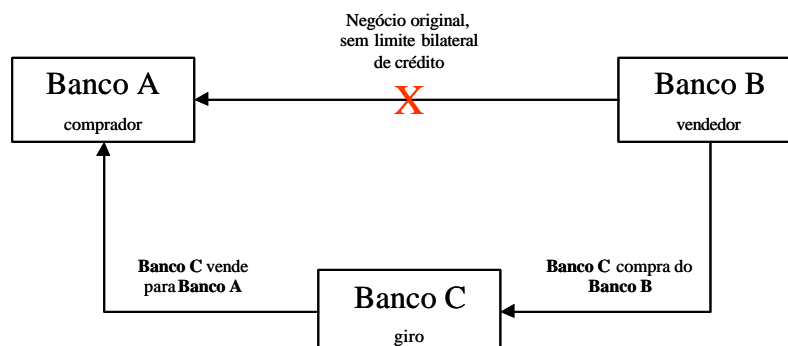 Negócio original,
sem limite bilateral
de crédito
Banco A
comprador
X
Banco B
vendedor
Banco C vende
para Banco A
Banco C compra do
Banco B
Banco C
giro